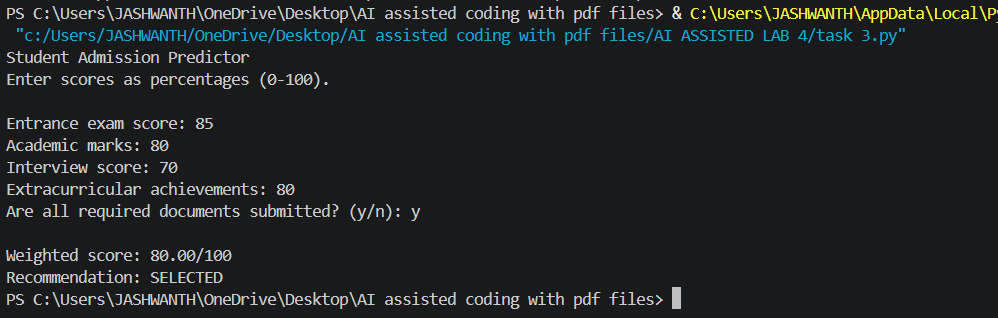 PS C:\Users\JASHWANTH\OneDrive\Desktop\AI assisted coding with pdf files> & C:\Users\JASHWANTH\AppData\Local\P
"c:/Users/JASHWANTH/OneDrive/Desktop/AI assisted coding with pdf files/AI ASSISTED LAB 4/task 3.py"
Student Admission Predictor
Enter scores as percentages (0-100).

Entrance exam score: 85
Academic marks: 80
Interview score: 70
Extracurricular achievements: 80
Are all required documents submitted? (y/n): y

Weighted score: 80.00/100
Recommendation: SELECTED
PS C:\Users\JASHWANTH\OneDrive\Desktop\AI assisted coding with pdf files>